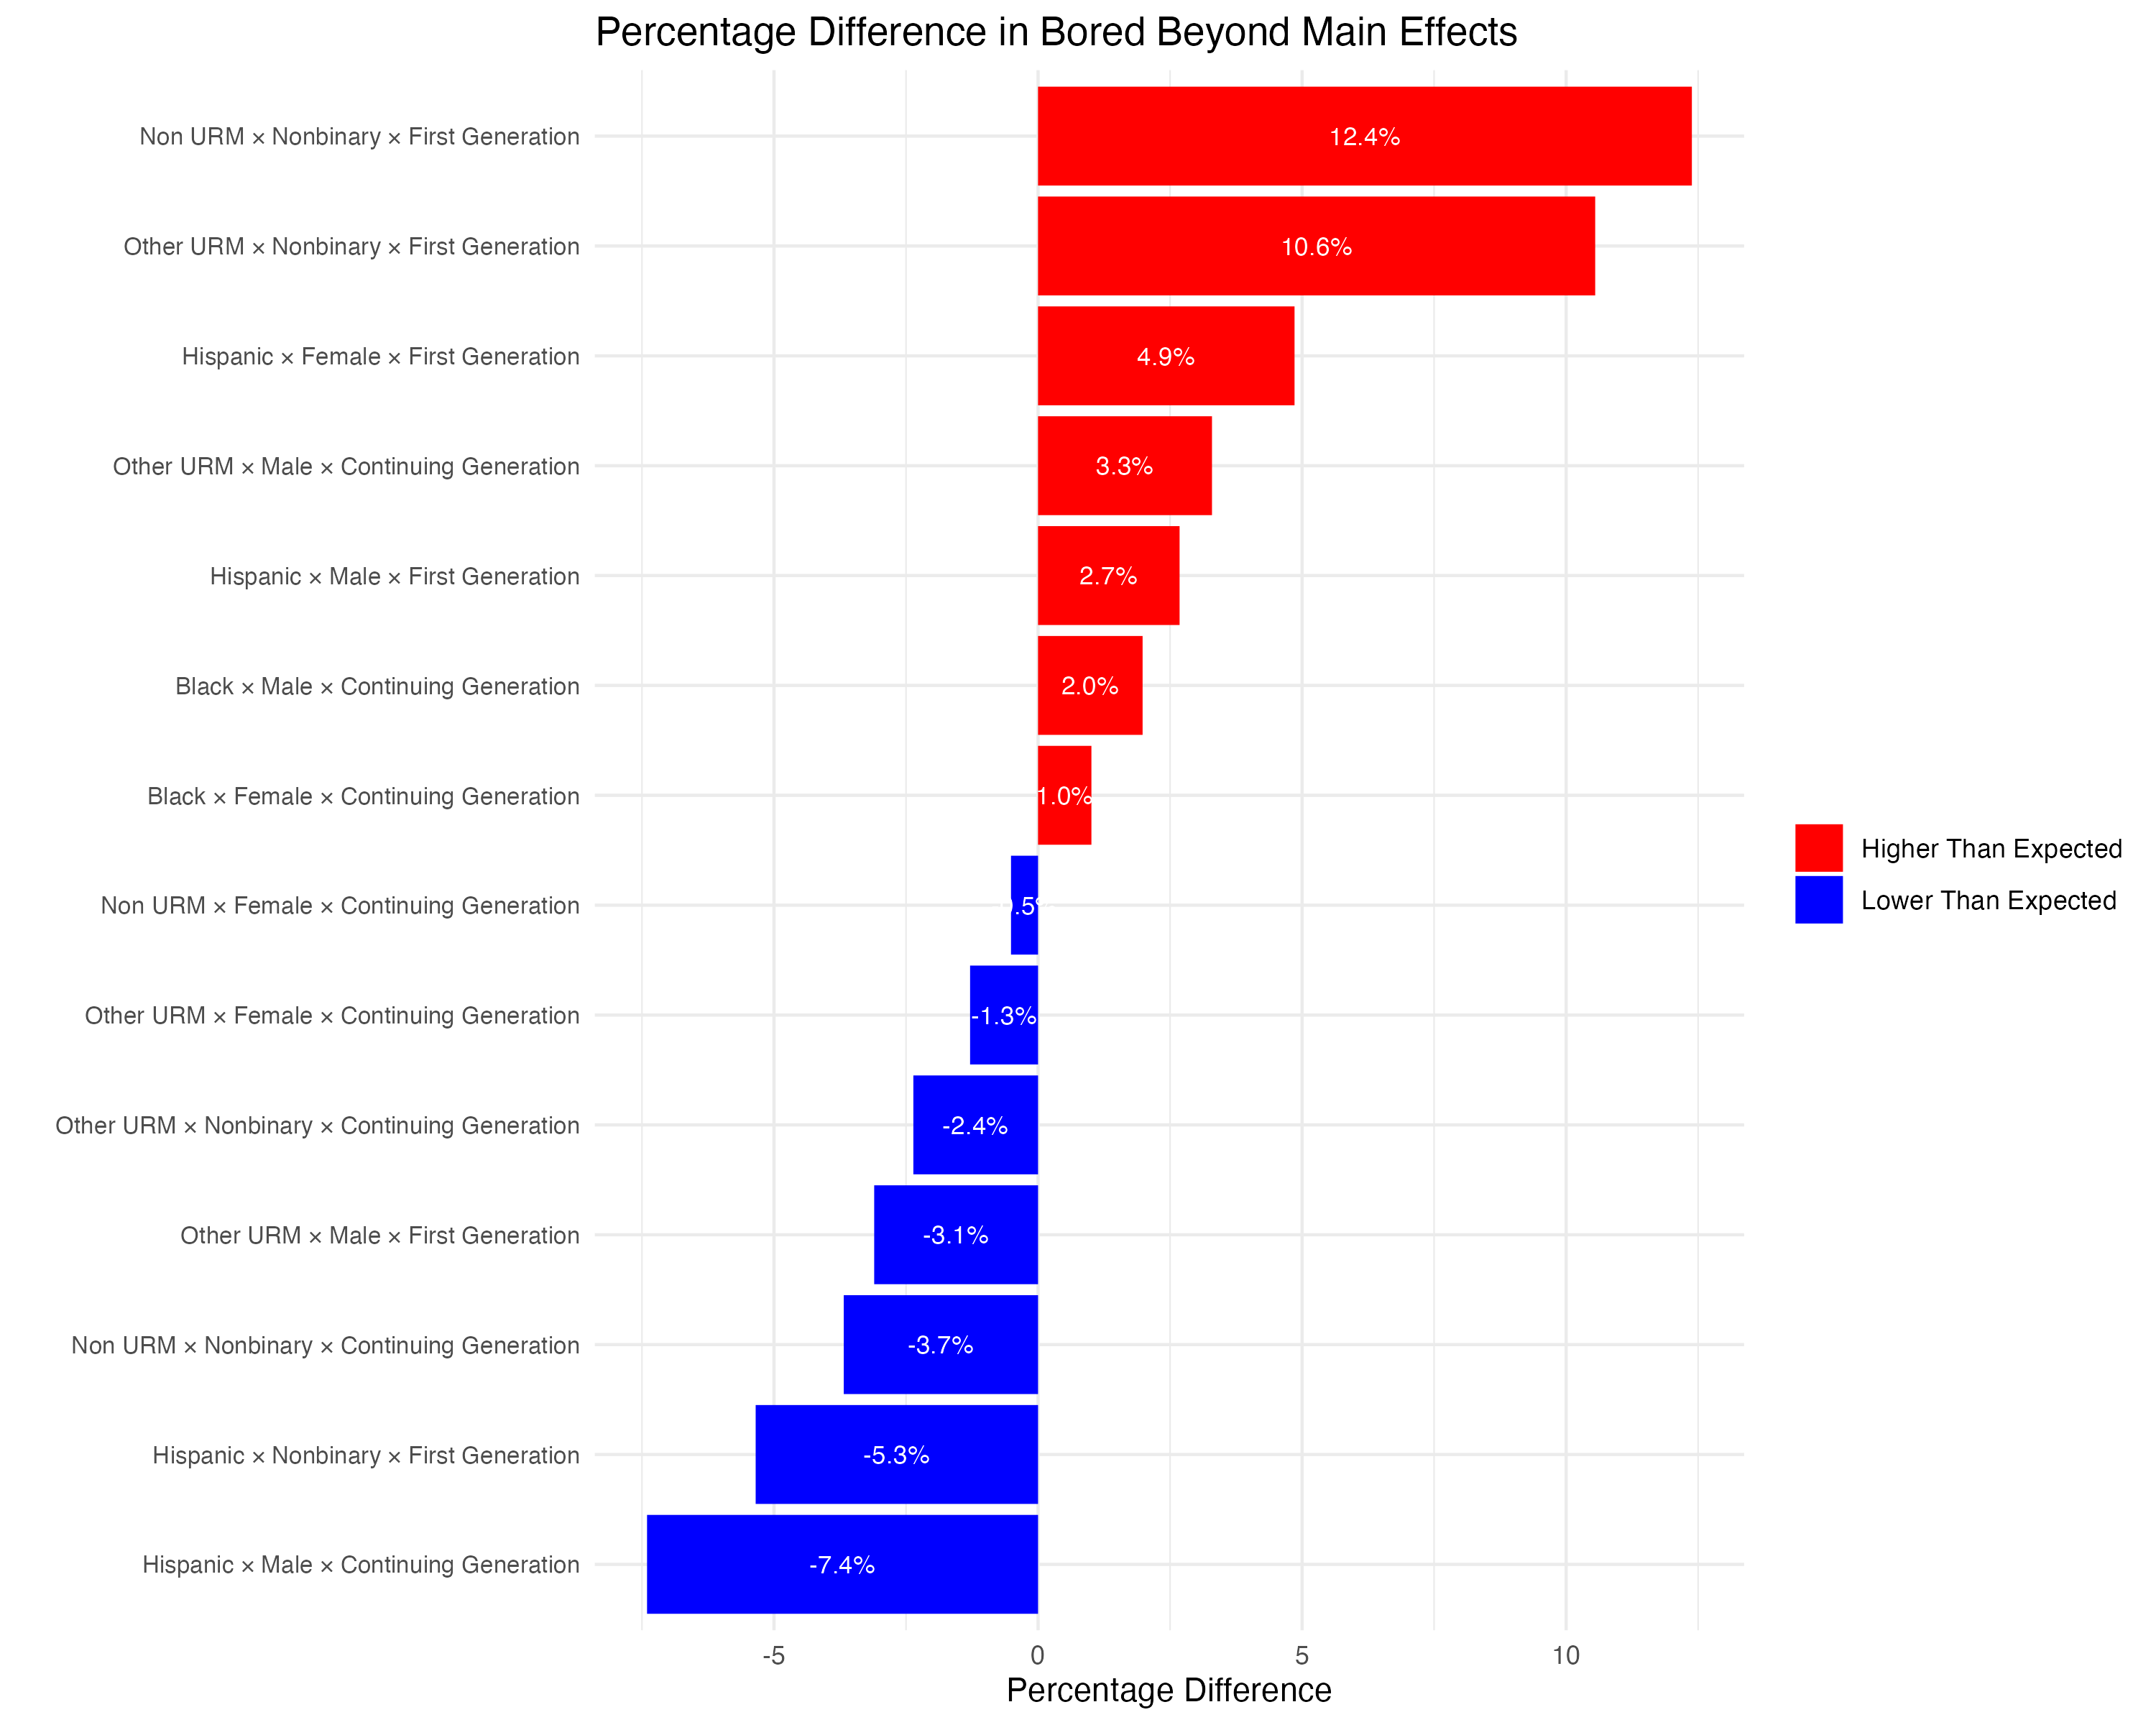 Percentage Difference in Bored Beyond Main Effects
Non URM × Nonbinary × First Generation
12.4%
Other URM × Nonbinary × First Generation
10.6%
Hispanic × Female × First Generation
4.9%
Other URM × Male × Continuing Generation
3.3%
Hispanic × Male × First Generation
2.7%
Black × Male × Continuing Generation
2.0%
Black × Female × Continuing Generation
1.0%
Non URM × Female × Continuing Generation
Other URM × Female × Continuing Generation
-1.3%
Other URM × Nonbinary × Continuing Generation
-2.4%
Other URM × Male × First Generation
-3.1%
Non URM × Nonbinary × Continuing Generation
-3.7%
Hispanic × Nonbinary × First Generation
-5.3%
Hispanic × Male × Continuing Generation
-7.4%
-5 0 5 10
Percentage Difference
Higher Than Expected
Lower Than Expected